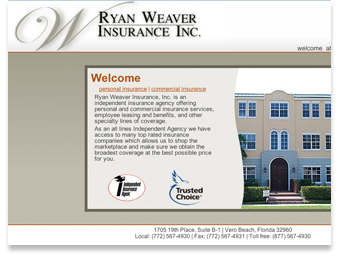 W RYAN WEAVER
INSURANCE INC.
welcome at
Welcome
personal insurance | commercial insurance
Ryan Weaver Insurance, Inc. is an
independent insurance agency offering
personal and commercial insurance services,
employee leasing and benefits, and other
specialty lines of coverage.
As an all lines Independent Agency we have
access to many top rated insurance
companies which allows us to shop the
marketplace and make sure we obtain the
broadest coverage at the best possible price
for you.
Independent
Insurance
Agent
Trusted
Choice
1705 19th Place, Suite B-1 | Vero Beach, Florida 32960
Local: (772) 567-4930 | Fax: (772) 567-4931 | Toll free: (877) 567-4930